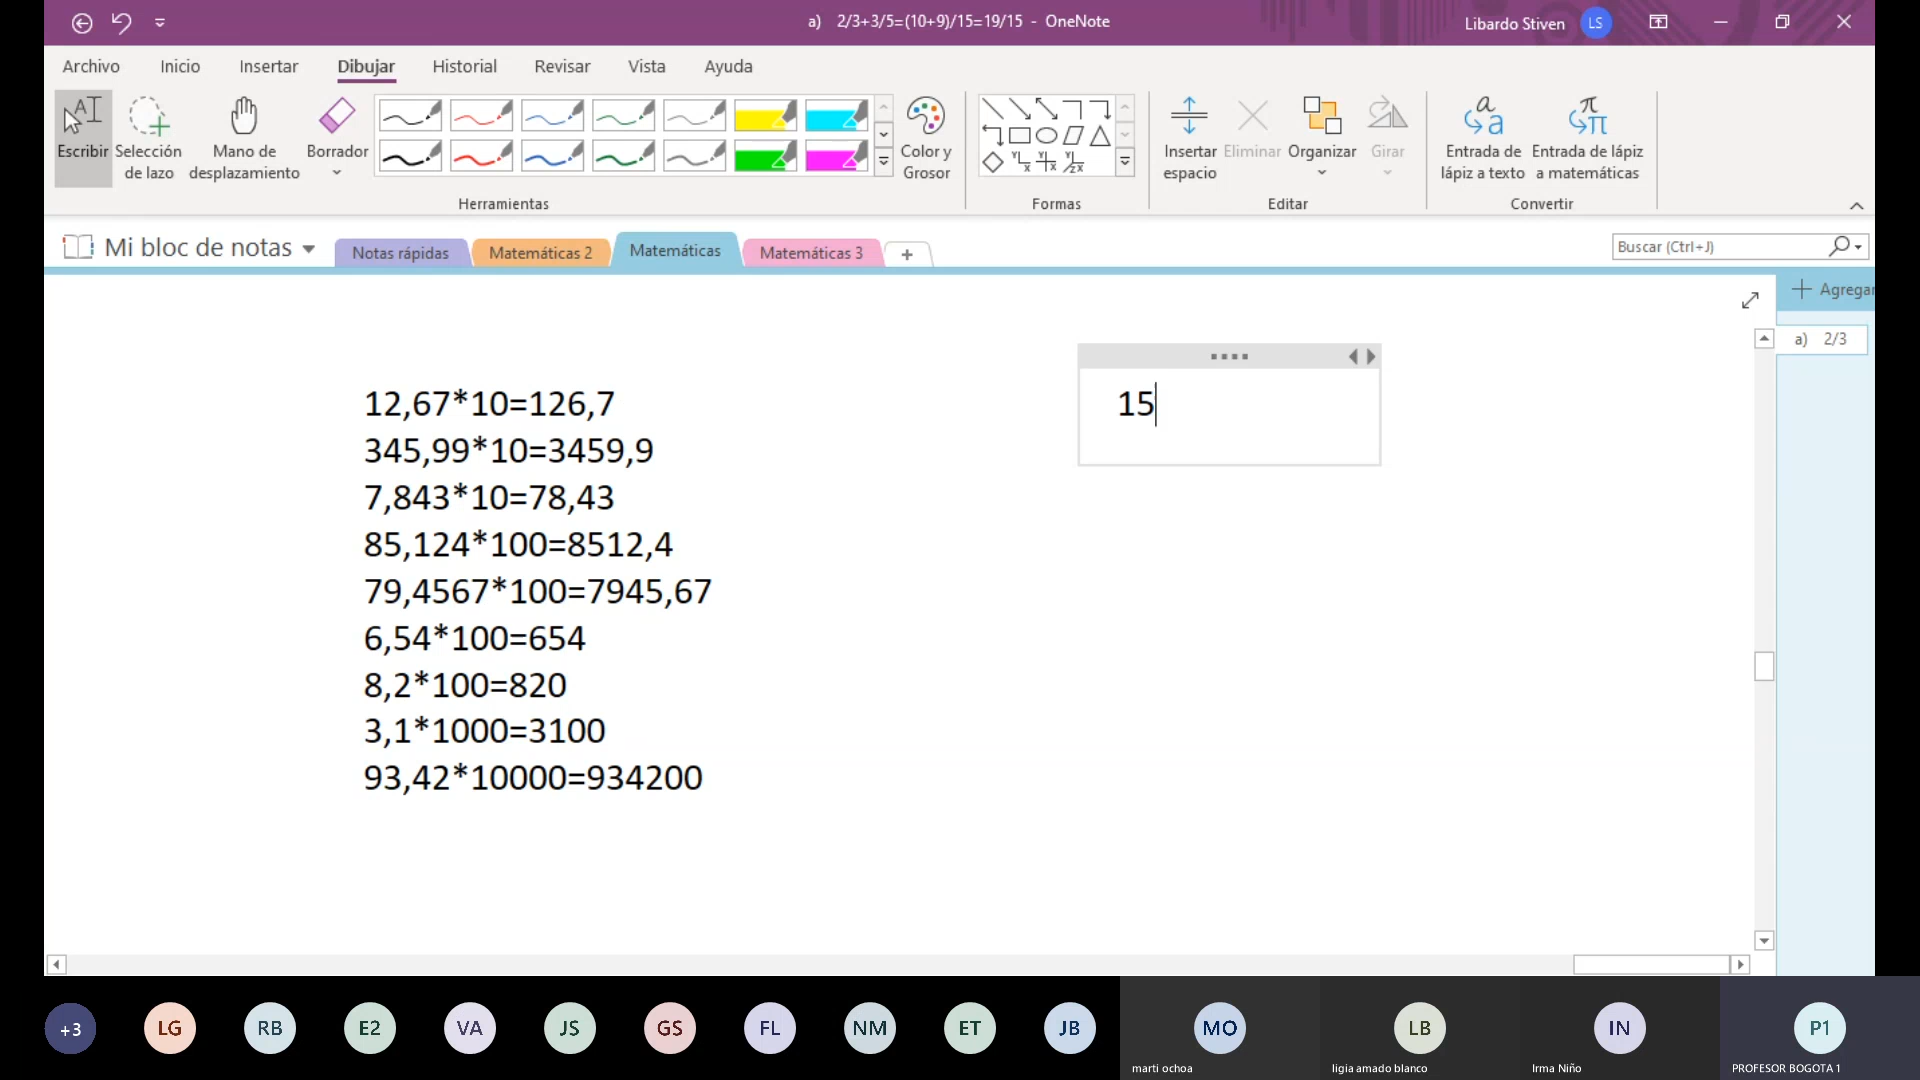 a) 2/3+3/5=(10+9)/15=19/15 - OneNote
Libardo Stiven
LS
Archivo
Inicio
Insertar
Dibujar
Historial
Revisar
Vista
Ayuda
Escribir
Selección de lazo
Mano de desplazamiento
Borrador
Color y Grosor
Insertar espacio
Eliminar
Organizar
Girar
Entrada de lápiz a texto
Entrada de lápiz a matemáticas
Herramientas
Formas
Editar
Convertir
Mi bloc de notas
Notas rápidas
Matemáticas 2
Matemáticas
Matemáticas 3
Buscar (Ctrl+J)
Agregar
a) 2/3
12,67*10=126,7
345,99*10=3459,9
7,843*10=78,43
85,124*100=8512,4
79,4567*100=7945,67
6,54*100=654
8,2*100=820
3,1*1000=3100
93,42*10000=934200
15
+3
LG
RB
E2
VA
JS
GS
FL
NM
ET
JB
MO
marti ochoa
LB
ligia amado blanco
IN
Irma Niño
P1
PROFESOR BOGOTA 1